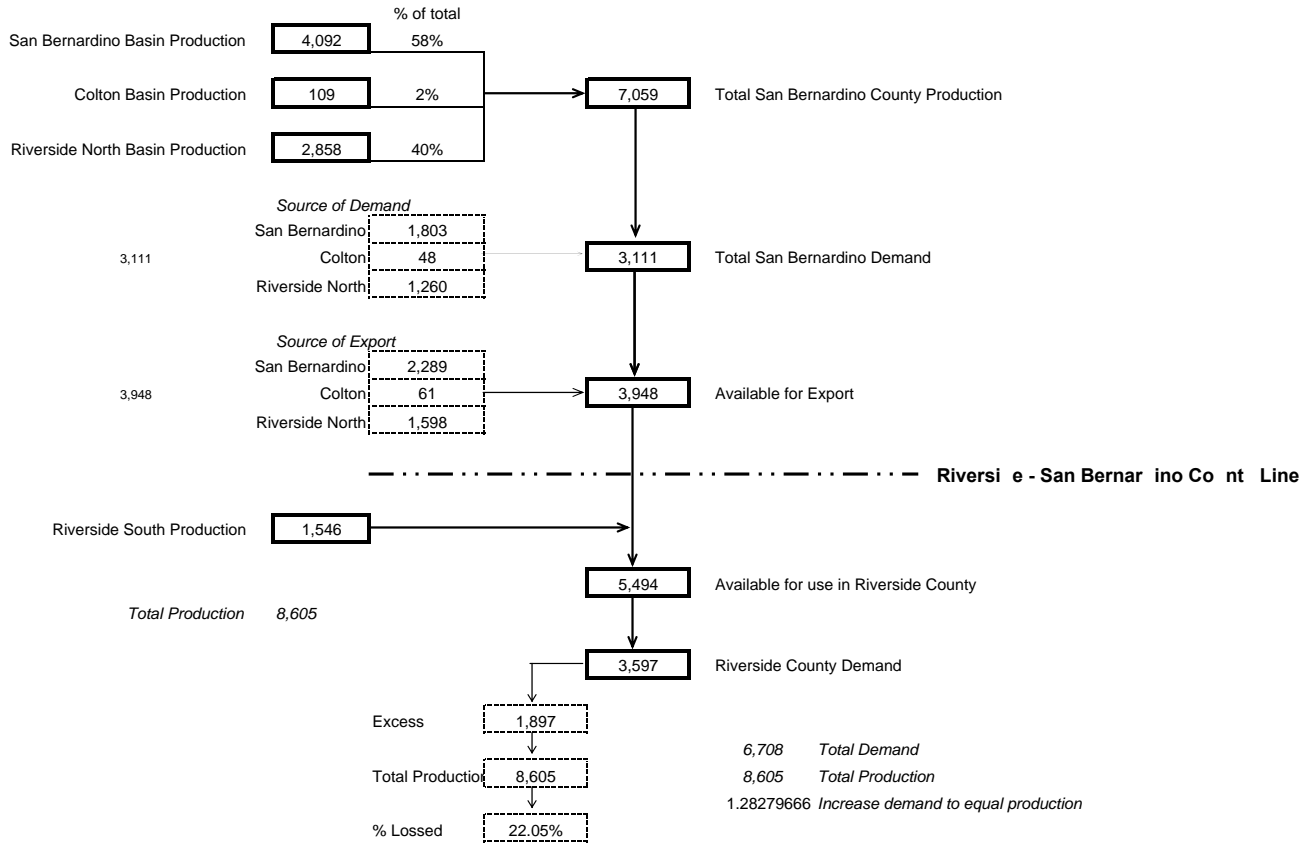 % of total
San Bernardino Basin Production 4,092 58%
Colton Basin Production 109 2% 7,059 Total San Bernardino County Production
Riverside North Basin Production 2,858 40%
Source of Demand
San Bernardino 1,803
3,111 Colton 48 3,111 Total San Bernardino Demand
Riverside North 1,260
Source of Export
San Bernardino 2,289
3,948 Colton 61 3,948 Available for Export
Riverside North 1,598
Riversi e - San Bernar ino Co nt Line
Riverside South Production 1,546
5,494 Available for use in Riverside County
Total Production 8,605
3,597 Riverside County Demand
Excess 1,897
6,708 Total Demand
Total Production 8,605
8,605 Total Production
1.28279666 Increase demand to equal production
% Lossed 22.05%